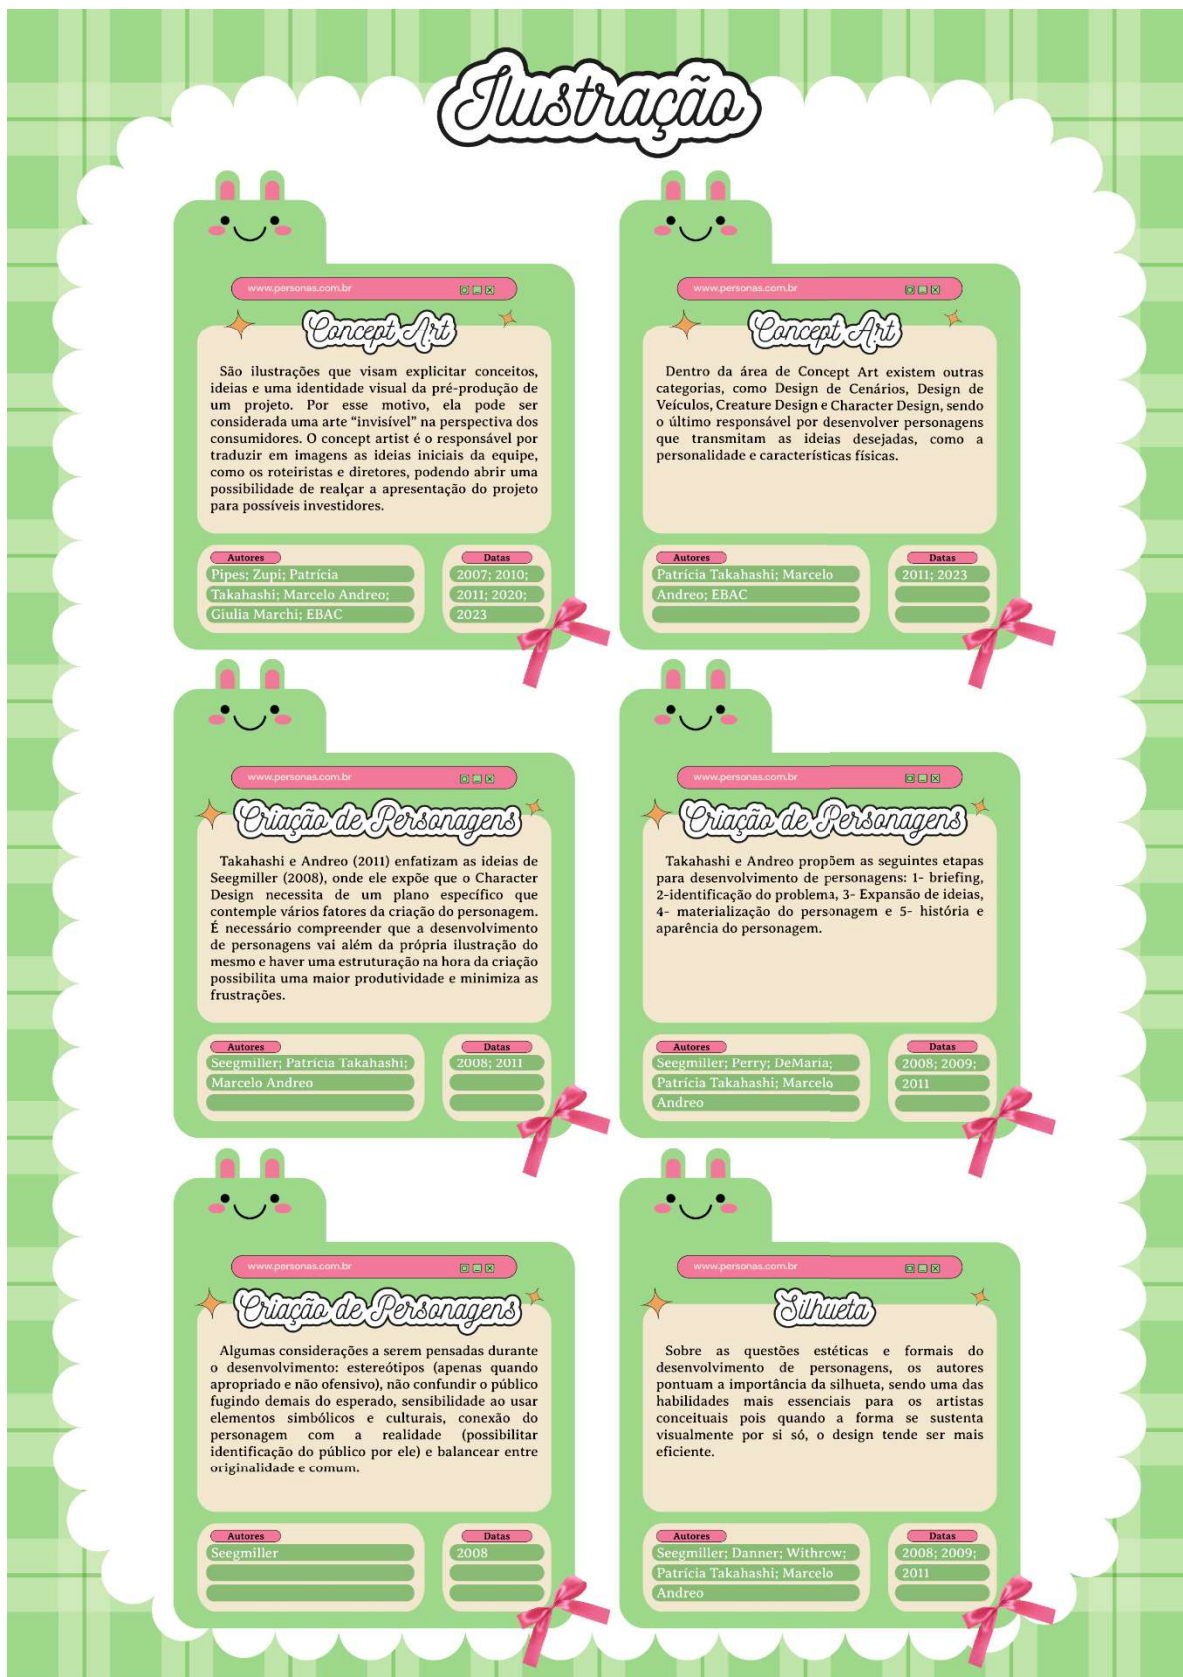 Ilustração
www.personas.com.br
Concept Art
São ilustrações que visam explicitar conceitos,
ideias e uma identidade visual da pré-produção de
um projeto. Por esse motivo, ela pode ser
considerada uma arte “invisível” na perspectiva dos
consumidores. O concept artist é o responsável por
traduzir em imagens as ideias iniciais da equipe,
como os roteiristas e diretores, podendo abrir uma
possibilidade de realçar a apresentação do projeto
para possíveis investidores.
Autores
Pipes; Zupi; Patrícia
Takahashi; Marcelo Andreo;
Giulia Marchi; EBAC
Datas
2007; 2010;
2011; 2020;
2023
www.personas.com.br
Concept Art
Dentro da área de Concept Art existem outras
categorias, como Design de Cenários, Design de
Veículos, Creature Design e Character Design, sendo
o último responsável por desenvolver personagens
que transmitam as ideias desejadas, como a
personalidade e características físicas.
Autores
Patrícia Takahashi; Marcelo
Andreo; EBAC
Datas
2011; 2023
www.personas.com.br
Criação de Personagens
Takahashi e Andreo (2011) enfatizam as ideias de
Seegmiller (2008), onde ele expõe que o Character
Design necessita de um plano específico que
contemple vários fatores da criação do personagem.
É necessário compreender que a desenvolvimento
de personagens vai além da própria ilustração do
mesmo e haver uma estruturação na hora da criação
possibilita uma maior produtividade e minimiza as
frustrações.
Autores
Seegmiller; Patrícia Takahashi;
Marcelo Andreo
Datas
2008; 2011
www.personas.com.br
Criação de Personagens
Takahashi e Andreo propõem as seguintes etapas
para desenvolvimento de personagens: 1- briefing,
2-identificação do problema, 3- Expansão de ideias,
4- materialização do personagem e 5- história e
aparência do personagem.
Autores
Seegmiller; Perry; DeMaria;
Patrícia Takahashi; Marcelo
Andreo
Datas
2008; 2009;
2011
www.personas.com.br
Criação de Personagens
Algumas considerações a serem pensadas durante
o desenvolvimento: estereótipos (apenas quando
apropriado e não ofensivo), não confundir o público
fugindo demais do esperado, sensibilidade ao usar
elementos simbólicos e culturais, conexão do
personagem com a realidade (possibilitar
identificação do público por ele) e balancear entre
originalidade e comum.
Autores
Seegmiller
Datas
2008
www.personas.com.br
Silhueta
Sobre as questões estéticas e formais do
desenvolvimento de personagens, os autores
pontuam a importância da silhueta, sendo uma das
habilidades mais essenciais para os artistas
conceituais pois quando a forma se sustenta
visualmente por si só, o design tende ser mais
eficiente.
Autores
Seegmiller; Danner; Withrow;
Patrícia Takahashi; Marcelo
Andreo
Datas
2008; 2009;
2011